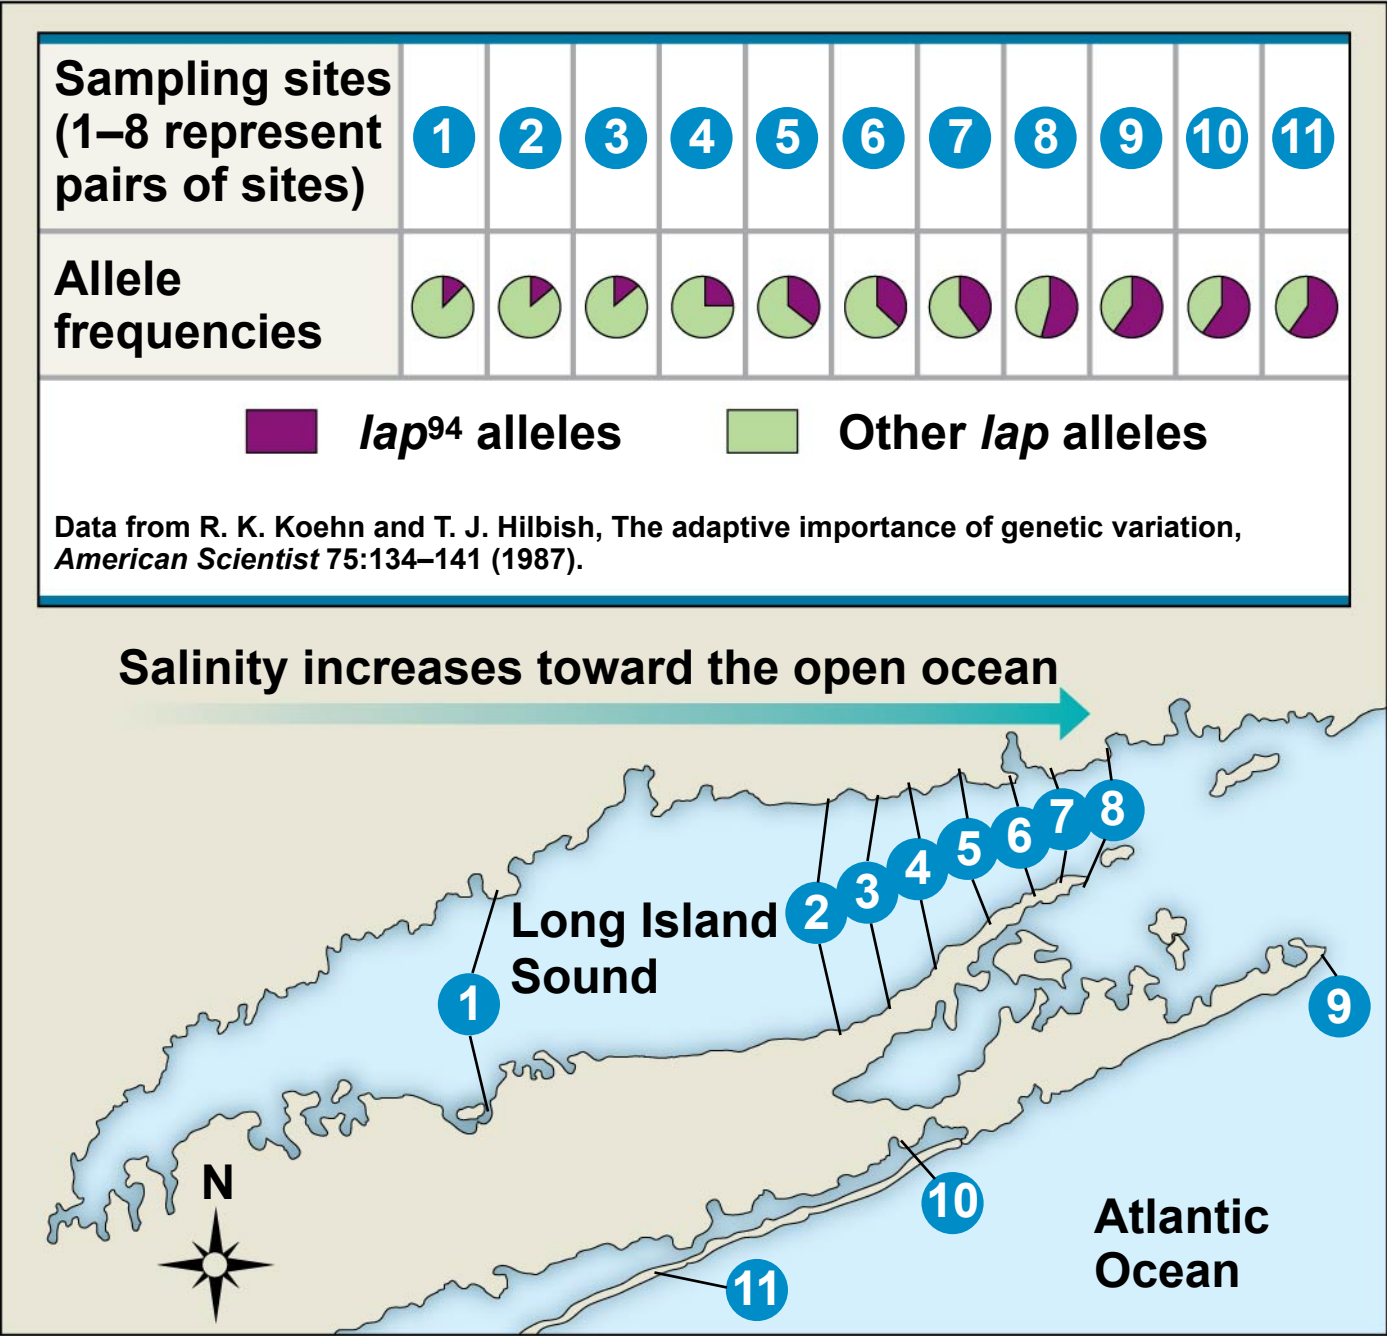 Sampling sites
(1–8 represent
pairs of sites)
1 2 3 4 5 6 7 8 9 10 11
Allele
frequencies
lap94 alleles
Other lap alleles
Data from R. K. Koehn and T. J. Hilbish, The adaptive importance of genetic variation,
American Scientist 75:134–141 (1987).
Salinity increases toward the open ocean
8
7
6
5
4
3
2
Long Island
Sound
1
9
N
10
Atlantic
Ocean
11